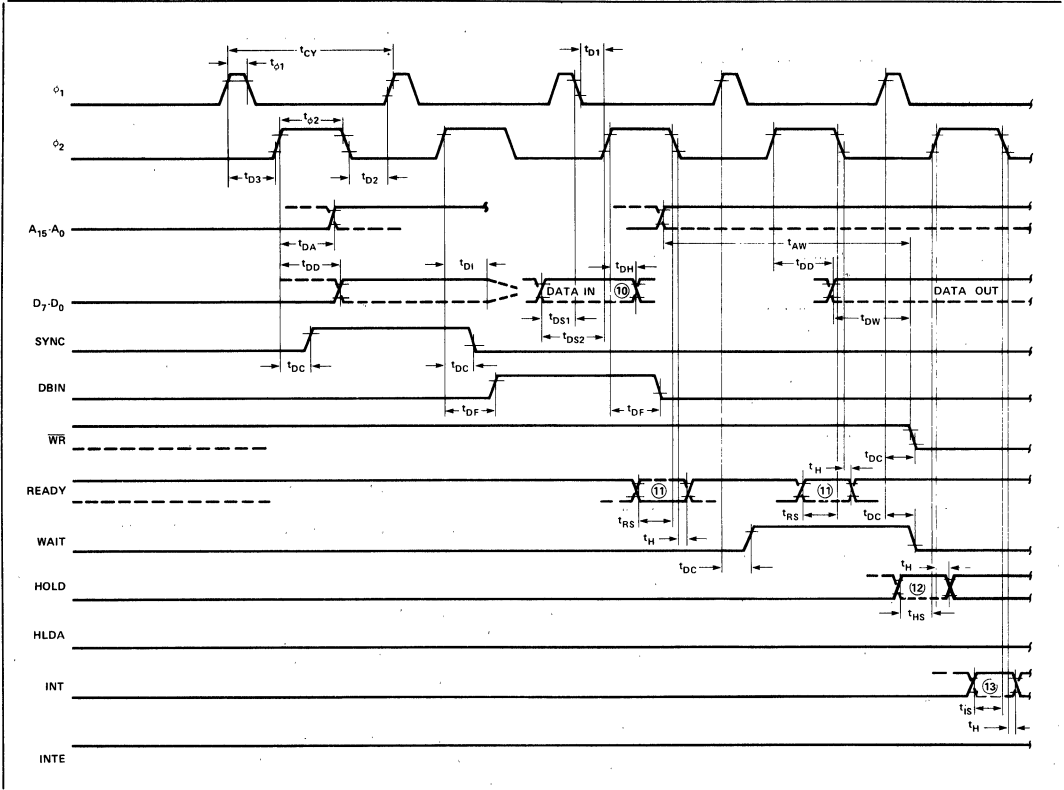 tCY
tD1
tϕ1
ϕ1
tϕ2
ϕ2
tD3
tD2
A15-A0
tDA
tAW
tDD
tDI
tDH
tDD
D7-D0
DATA IN
10
DATA OUT
tDS1
tDW
tDS2
SYNC
tDC
tDC
DBIN
tDF
tDF
WR
tH
tDC
READY
11
11
tRS
tRS
tDC
tH
WAIT
tDC
tH
HOLD
12
tHS
HLDA
INT
13
tiS
tH
INTE